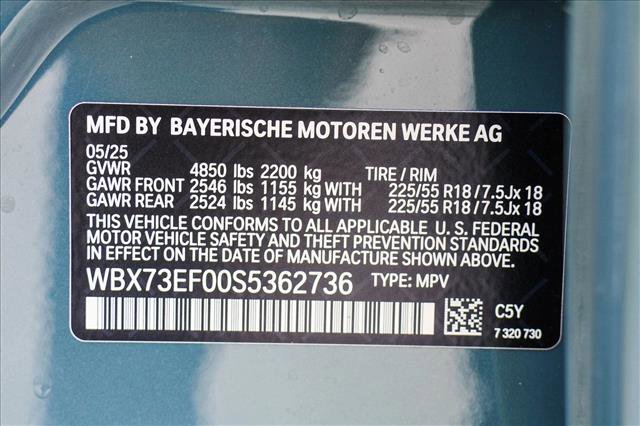 MFD BY BAYERISCHE MOTOREN WERKE AG
05/25
GVWR 4850 lbs 2200 kg TIRE / RIM
GAWR FRONT 2546 lbs 1155 kg WITH 225/55 R18 / 7.5Jx 18
GAWR REAR 2524 lbs 1145 kg WITH 225/55 R18 / 7.5Jx 18
THIS VEHICLE CONFORMS TO ALL APPLICABLE U. S. FEDERAL
MOTOR VEHICLE SAFETY AND THEFT PREVENTION STANDARDS
IN EFFECT ON THE DATE OF MANUFACTURE SHOWN ABOVE.
WBX73EF00S5362736 TYPE: MPV
C5Y
7 320 730